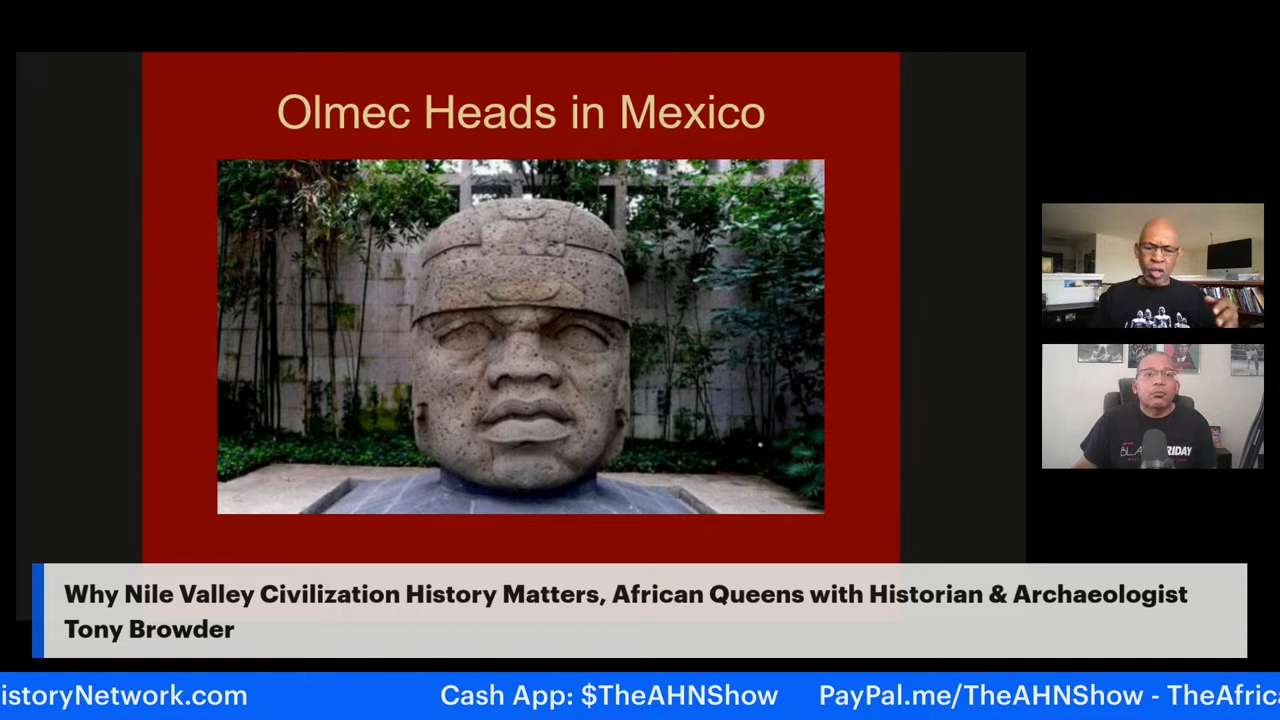 Olmec Heads in Mexico
Why Nile Valley Civilization History Matters, African Queens with Historian & Archaeologist
Tony Browder
istoryNetwork.com Cash App: $TheAHNShow PayPal.me/TheAHNShow - TheAfrica